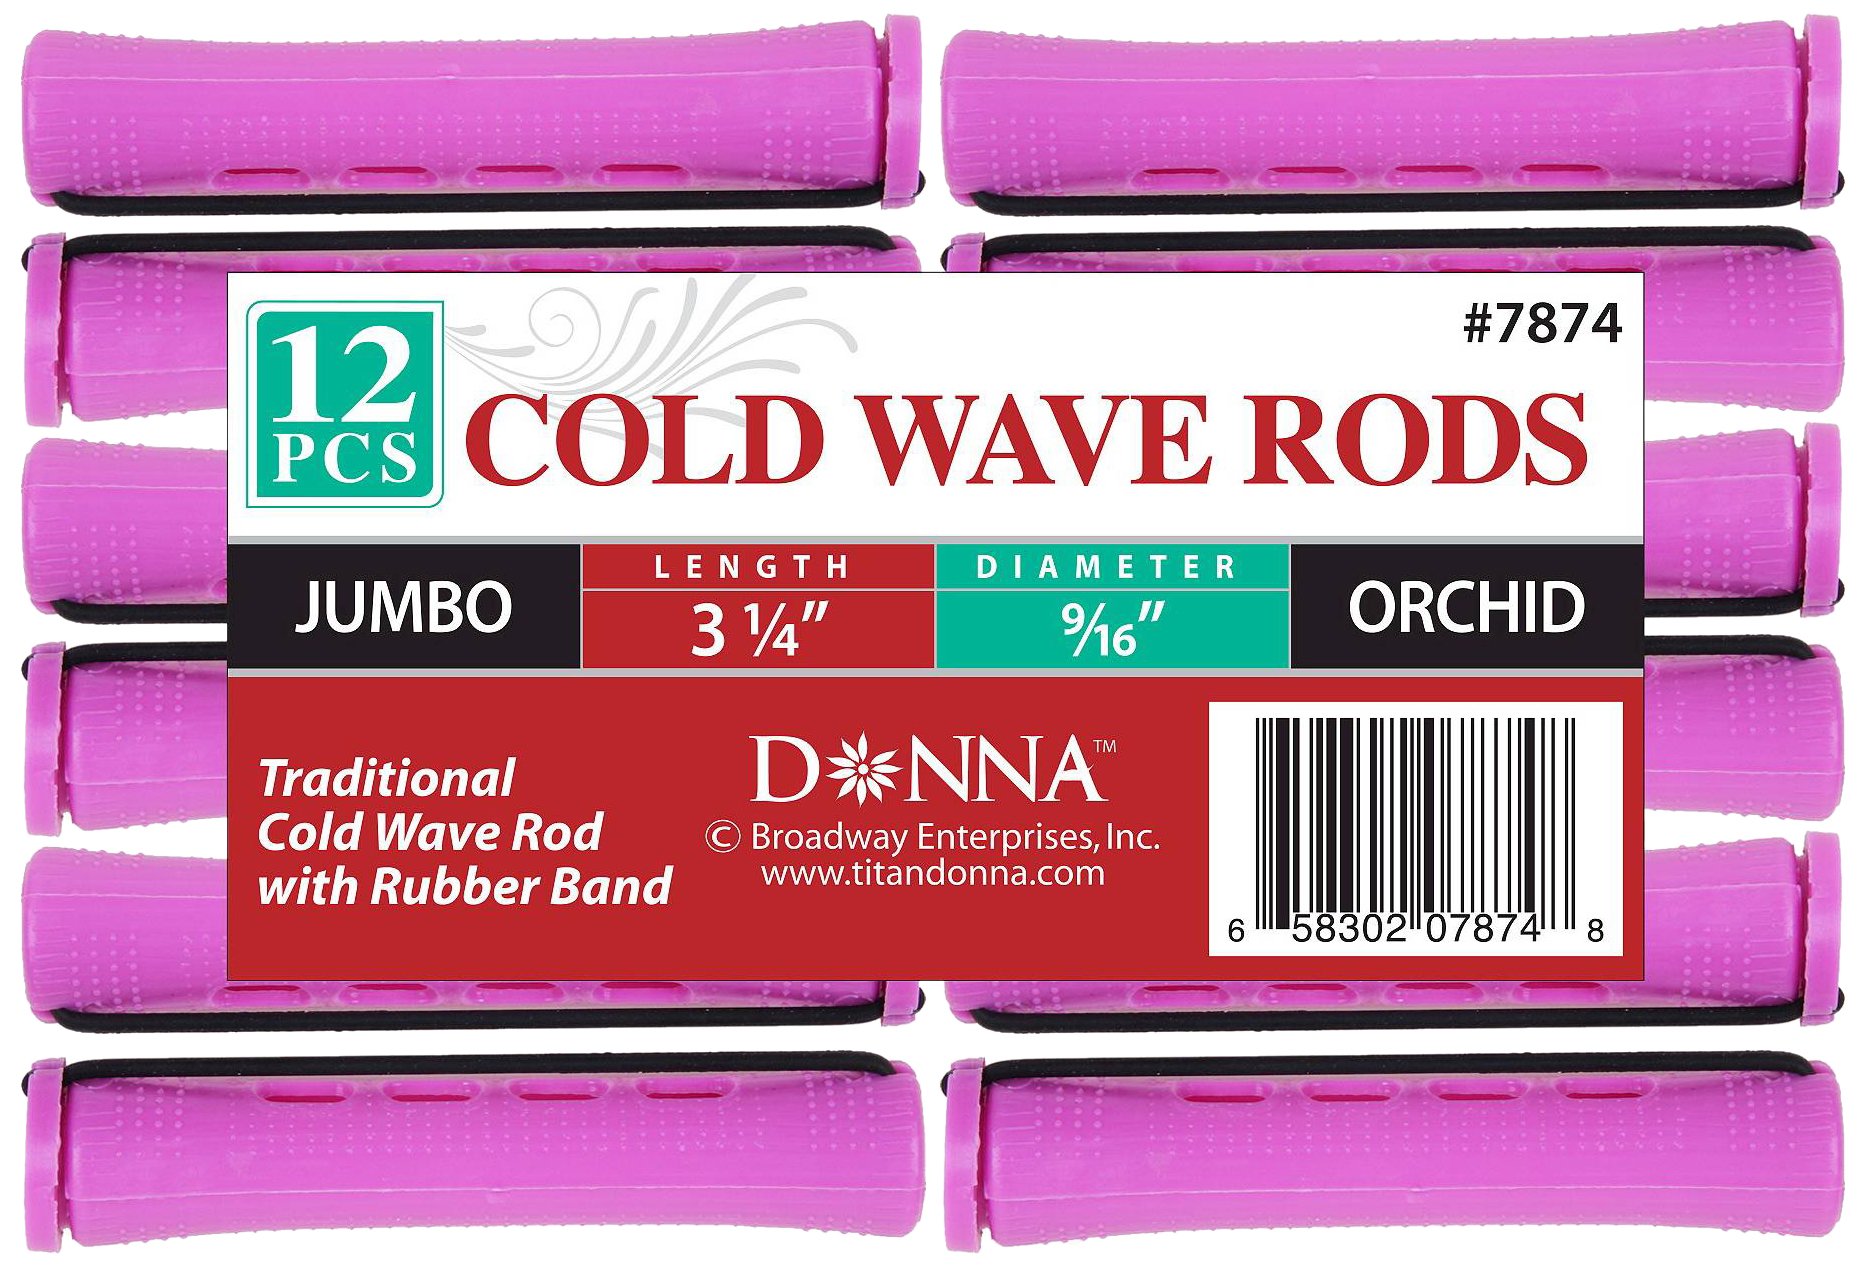 12
PCS
#7874
COLD WAVE RODS
JUMBO
LENGTH
3 ¼"
DIAMETER
9/16"
ORCHID
Traditional
Cold Wave Rod
with Rubber Band
DONNA™
© Broadway Enterprises, Inc.
www.titandonna.com
6 58302 07874 8